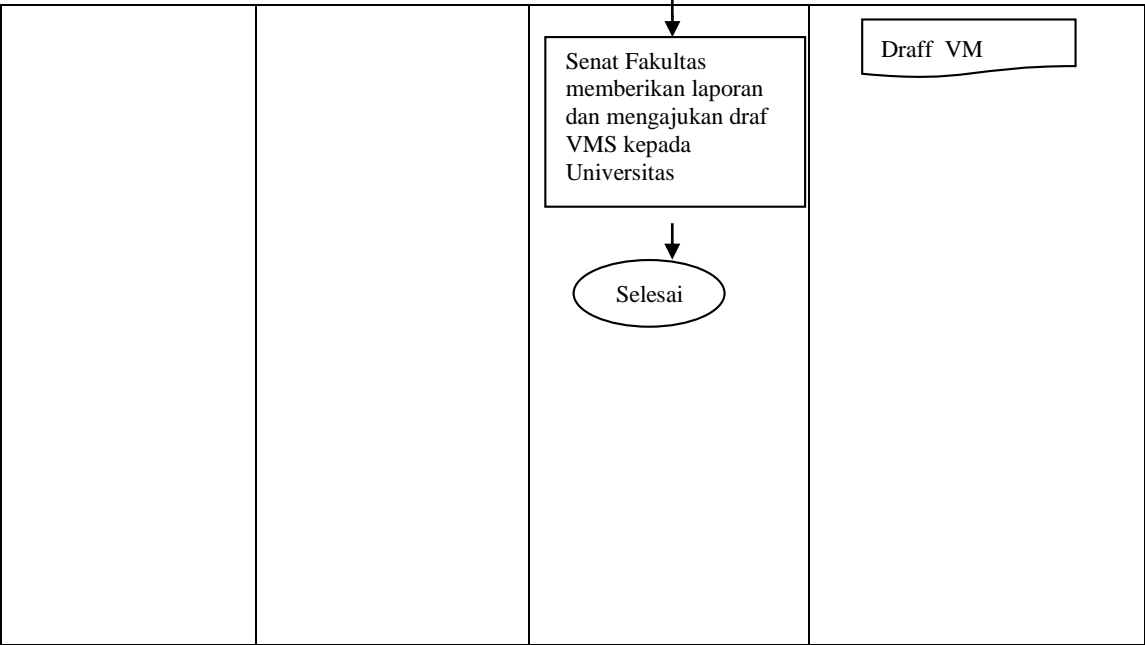 Senat Fakultas
memberikan laporan
dan mengajukan draf
VMS kepada
Universitas
Draff VM
Selesai